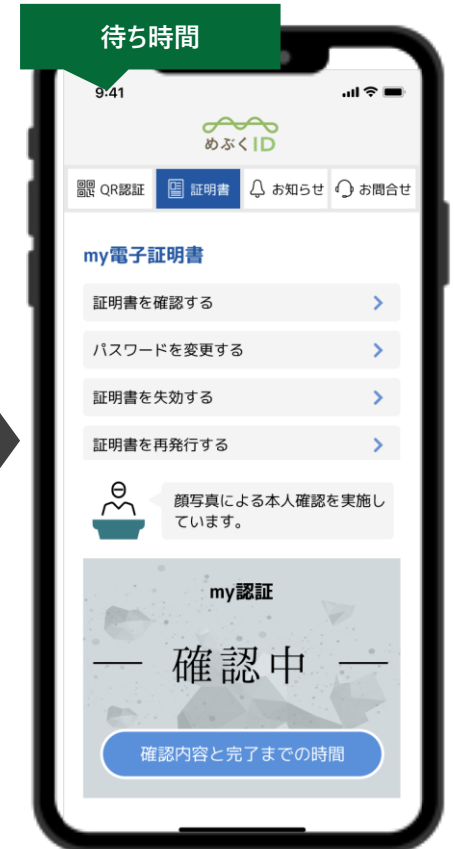 待ち時間
9:41
めぶくID
QR認証 証明書 お知らせ お問合せ
my電子証明書
証明書を確認する
パスワードを変更する
証明書を失効する
証明書を再発行する
顔写真による本人確認を実施し
ています。
my認証
確認中
確認内容と完了までの時間